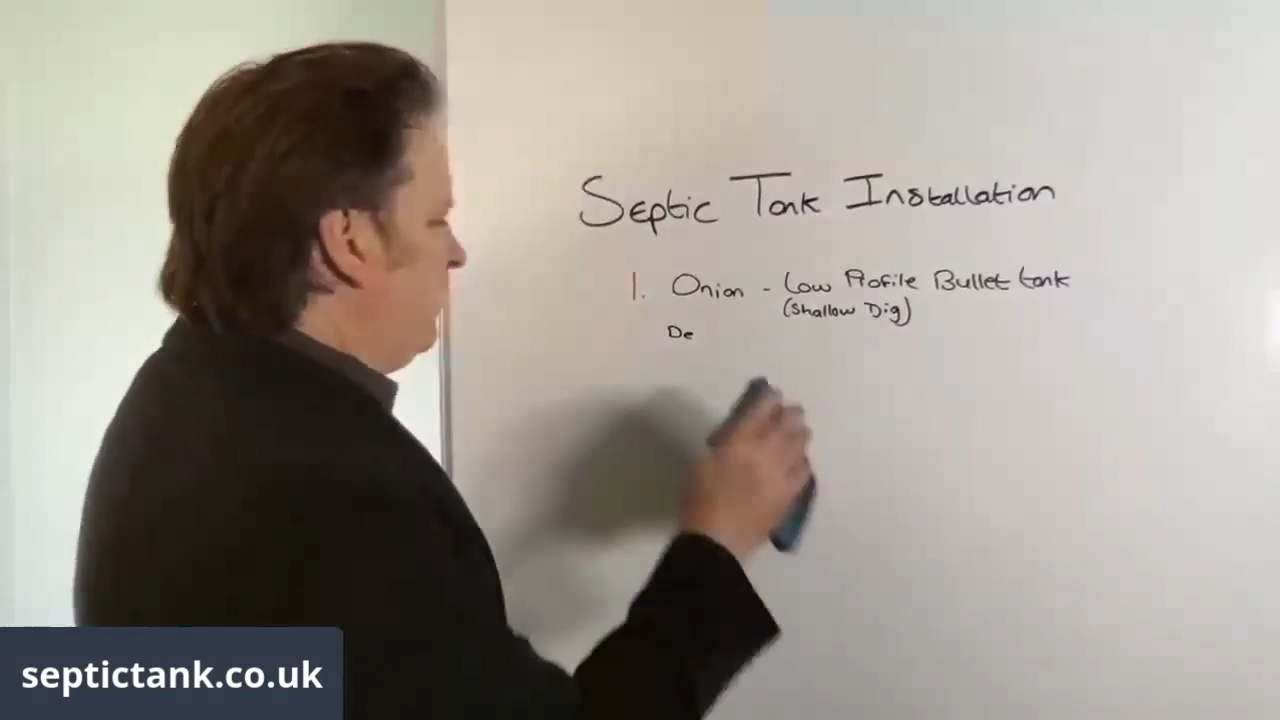 Septic Tank Installation
1. Onion - Low Profile Bullet tank
(Shallow Dig)
De
septictank.co.uk